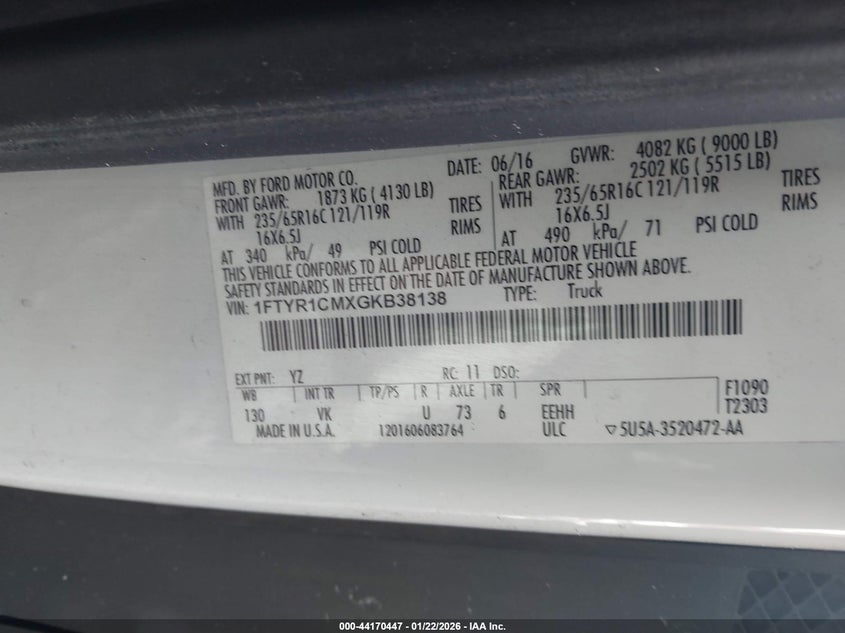 MFD. BY FORD MOTOR CO. DATE: 06/16 GVWR: 4082 KG ( 9000 LB)
FRONT GAWR: 1873 KG ( 4130 LB) REAR GAWR: 2502 KG ( 5515 LB)
WITH 235/65R16C 121/119R TIRES WITH 235/65R16C 121/119R TIRES
16X6.5J RIMS 16X6.5J RIMS
AT 340 kPa/ 49 PSI COLD AT 490 kPa/ 71 PSI COLD
THIS VEHICLE CONFORMS TO ALL APPLICABLE FEDERAL MOTOR VEHICLE
SAFETY STANDARDS IN EFFECT ON THE DATE OF MANUFACTURE SHOWN ABOVE.
VIN: 1FTYR1CMXGKB38138 TYPE: Truck
EXT PNT: YZ RC: 11 DSO:
WB INT TR TP/PS R AXLE TR SPR F1090
130 VK U 73 6 EEHH T2303
MADE IN U.S.A. 1201606083764 ULC ▽5U5A-3520472-AA
000-44170447 - 01/22/2026 - IAA Inc.